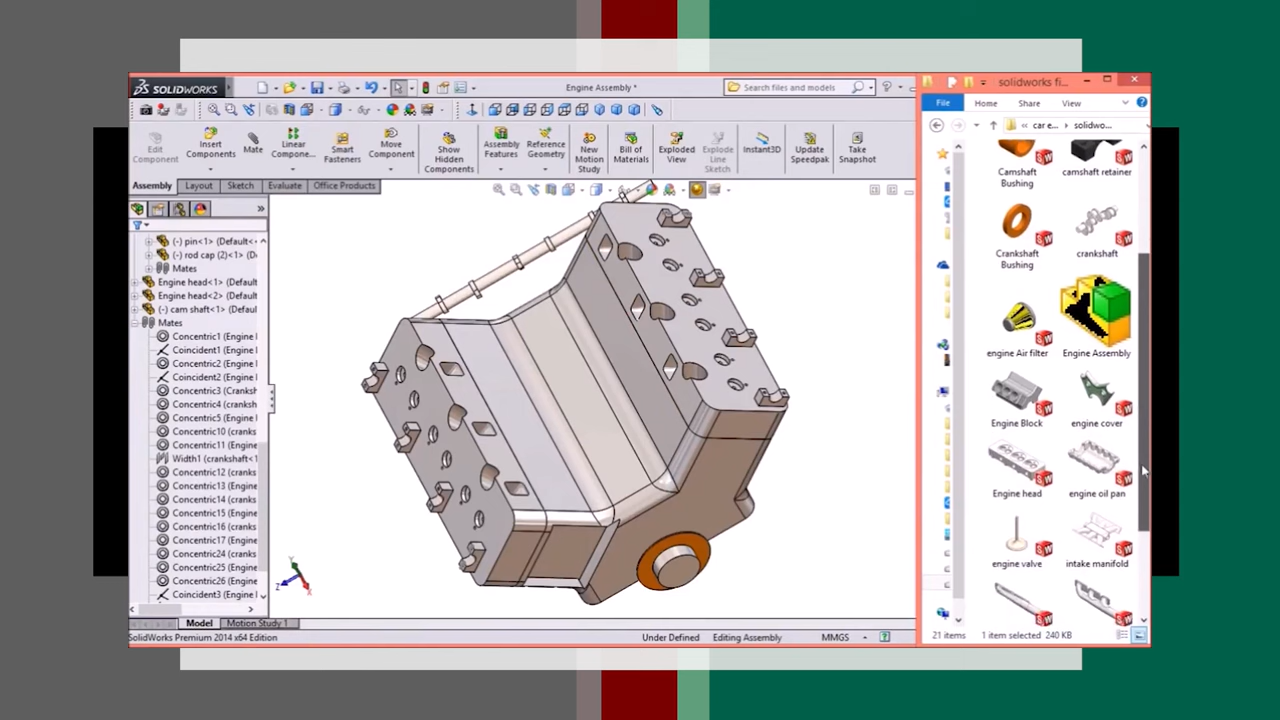 SOLIDWORKS
Engine Assembly *
Search files and models
Edit
Component
Insert
Components
Mate
Linear
Compone...
Smart
Fasteners
Move
Component
Show
Hidden
Components
Assembly
Features
Reference
Geometry
New
Motion
Study
Bill of
Materials
Exploded
View
Explode
Line
Sketch
Instant3D
Update
Speedpak
Take
Snapshot
Assembly
Layout
Sketch
Evaluate
Office Products
(-) pin<1> (Default<
(-) rod cap (2)<1> (D
Mates
Engine head<1> (Default
Engine head<2> (Default
(-) cam shaft<1> (Defaul
Mates
Concentric1 (Engine
Coincident1 (Engine l
Concentric2 (Engine
Coincident2 (Engine l
Concentric3 (Cranksh
Concentric4 (cranksh
Concentric5 (Engine l
Concentric10 (cranks
Concentric11 (Engine
Width1 (crankshaft<1
Concentric12 (cranks
Concentric13 (Engine
Concentric14 (cranks
Concentric15 (Engine
Concentric16 (cranks
Concentric17 (Engine
Concentric24 (cranks
Concentric25 (Engine
Concentric26 (Engine
Coincident3 (Engine l
Model
Motion Study 1
SolidWorks Premium 2014 x64 Edition
Under Defined
Editing Assembly
MMGS
solidworks fi...
File
Home
Share
View
« car e...
solidwo...
Camshaft
Bushing
camshaft retainer
Crankshaft
Bushing
crankshaft
engine Air filter
Engine Assembly
Engine Block
engine cover
Engine head
engine oil pan
engine valve
intake manifold
21 items
1 item selected 240 KB